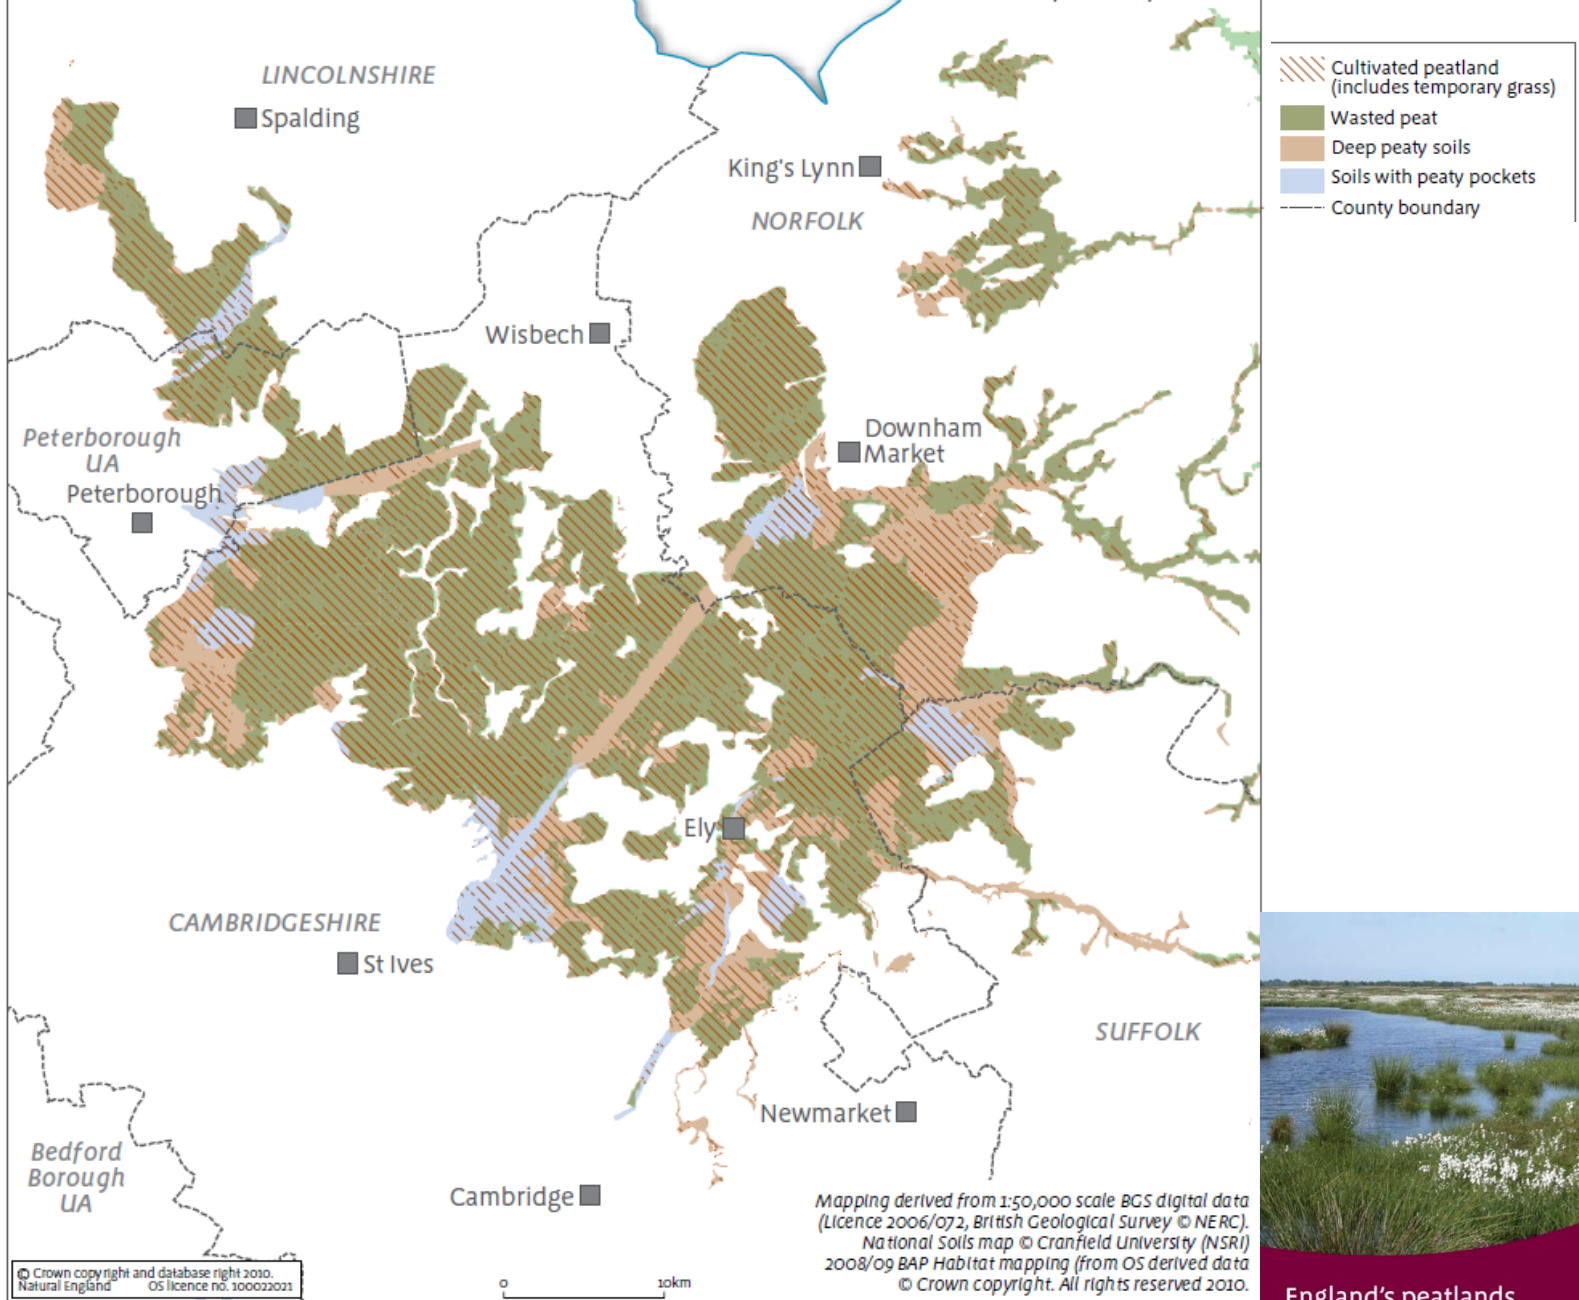 LINCOLNSHIRE
Spalding
King's Lynn
NORFOLK
Wisbech
Peterborough
UA
Peterborough
Downham
Market
Ely
CAMBRIDGESHIRE
St Ives
SUFFOLK
Newmarket
Bedford
Borough
UA
Cambridge
Mapping derived from 1:50,000 scale BGS digital data
(Licence 2006/072, British Geological Survey © NERC).
National Soils map © Cranfield University (NSRI)
2008/09 BAP Habitat mapping (from OS derived data
© Crown copyright. All rights reserved 2010.
© Crown copyright and database right 2010.
Natural England OS licence no. 100022021
0 10km
Cultivated peatland
(includes temporary grass)
Wasted peat
Deep peaty soils
Soils with peaty pockets
County boundary
England's peatlands